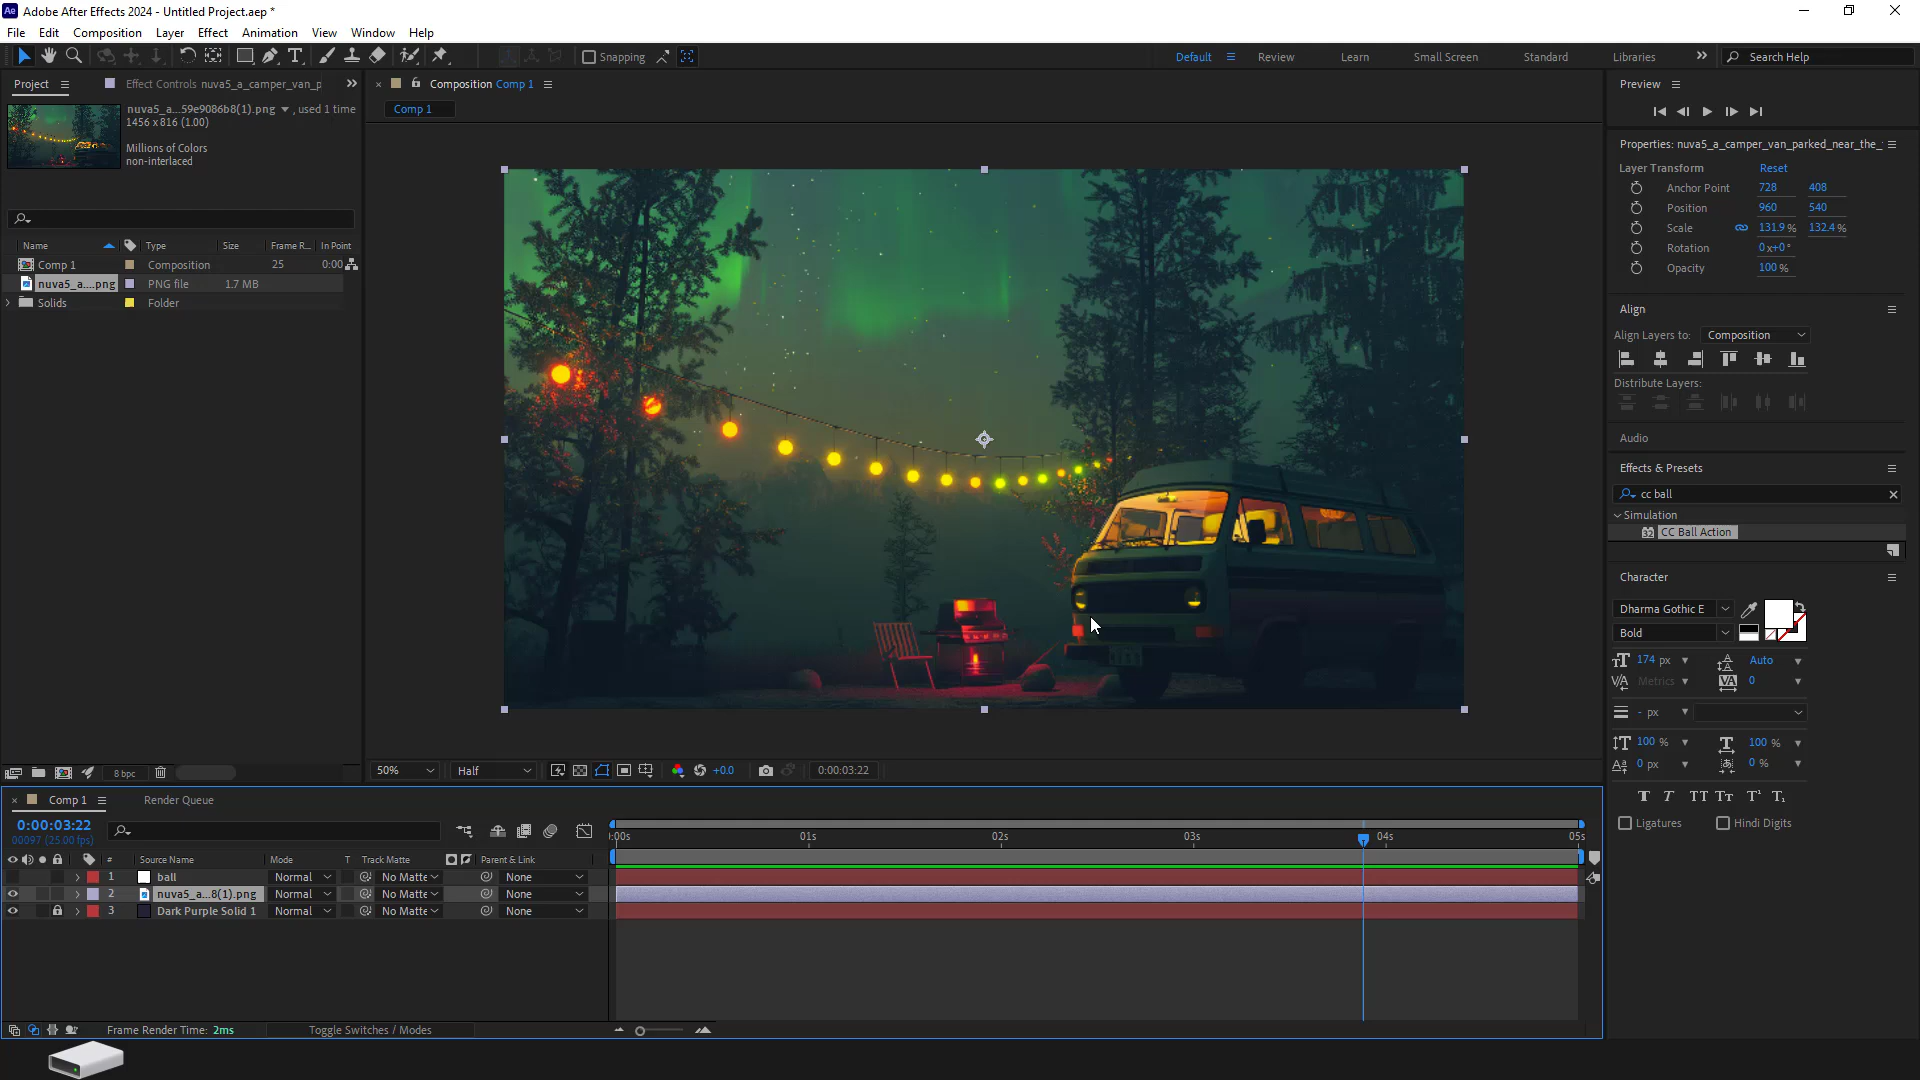 Adobe After Effects 2024 - Untitled Project.aep *
File Edit Composition Layer Effect Animation View Window Help
Snapping
Default Review Learn Small Screen Standard Libraries Search Help
Project Effect Controls nuva5_a_camper_van_p
Composition Comp 1
Comp 1
nuva5_a...59e9086b8(1).png , used 1 time
1456 x 816 (1.00)
Millions of Colors
non-interlaced
Name Type Size Frame R... In Point
Comp 1 Composition 25 0:00
nuva5_a....png PNG file 1.7 MB
Solids Folder
8 bpc
50% Half +0.0 0:00:03:22
Preview
Properties: nuva5_a_camper_van_parked_near_the_
Layer Transform Reset
Anchor Point 728 408
Position 960 540
Scale 131.9 % 132.4 %
Rotation 0x+0°
Opacity 100 %
Align
Align Layers to: Composition
Distribute Layers:
Audio
Effects & Presets
cc ball
Simulation
CC Ball Action
Character
Dharma Gothic E
Bold
174 px Auto
Metrics 0
- px
100 % 100 %
0 px 0 %
Ligatures Hindi Digits
Comp 1 Render Queue
0:00:03:22
00097 (25.00 fps)
:00s 01s 02s 03s 04s 05s
# Source Name Mode T Track Matte Parent & Link
1 ball Normal No Matte None
2 nuva5_a...8(1).png Normal No Matte None
3 Dark Purple Solid 1 Normal No Matte None
Frame Render Time: 2ms Toggle Switches / Modes